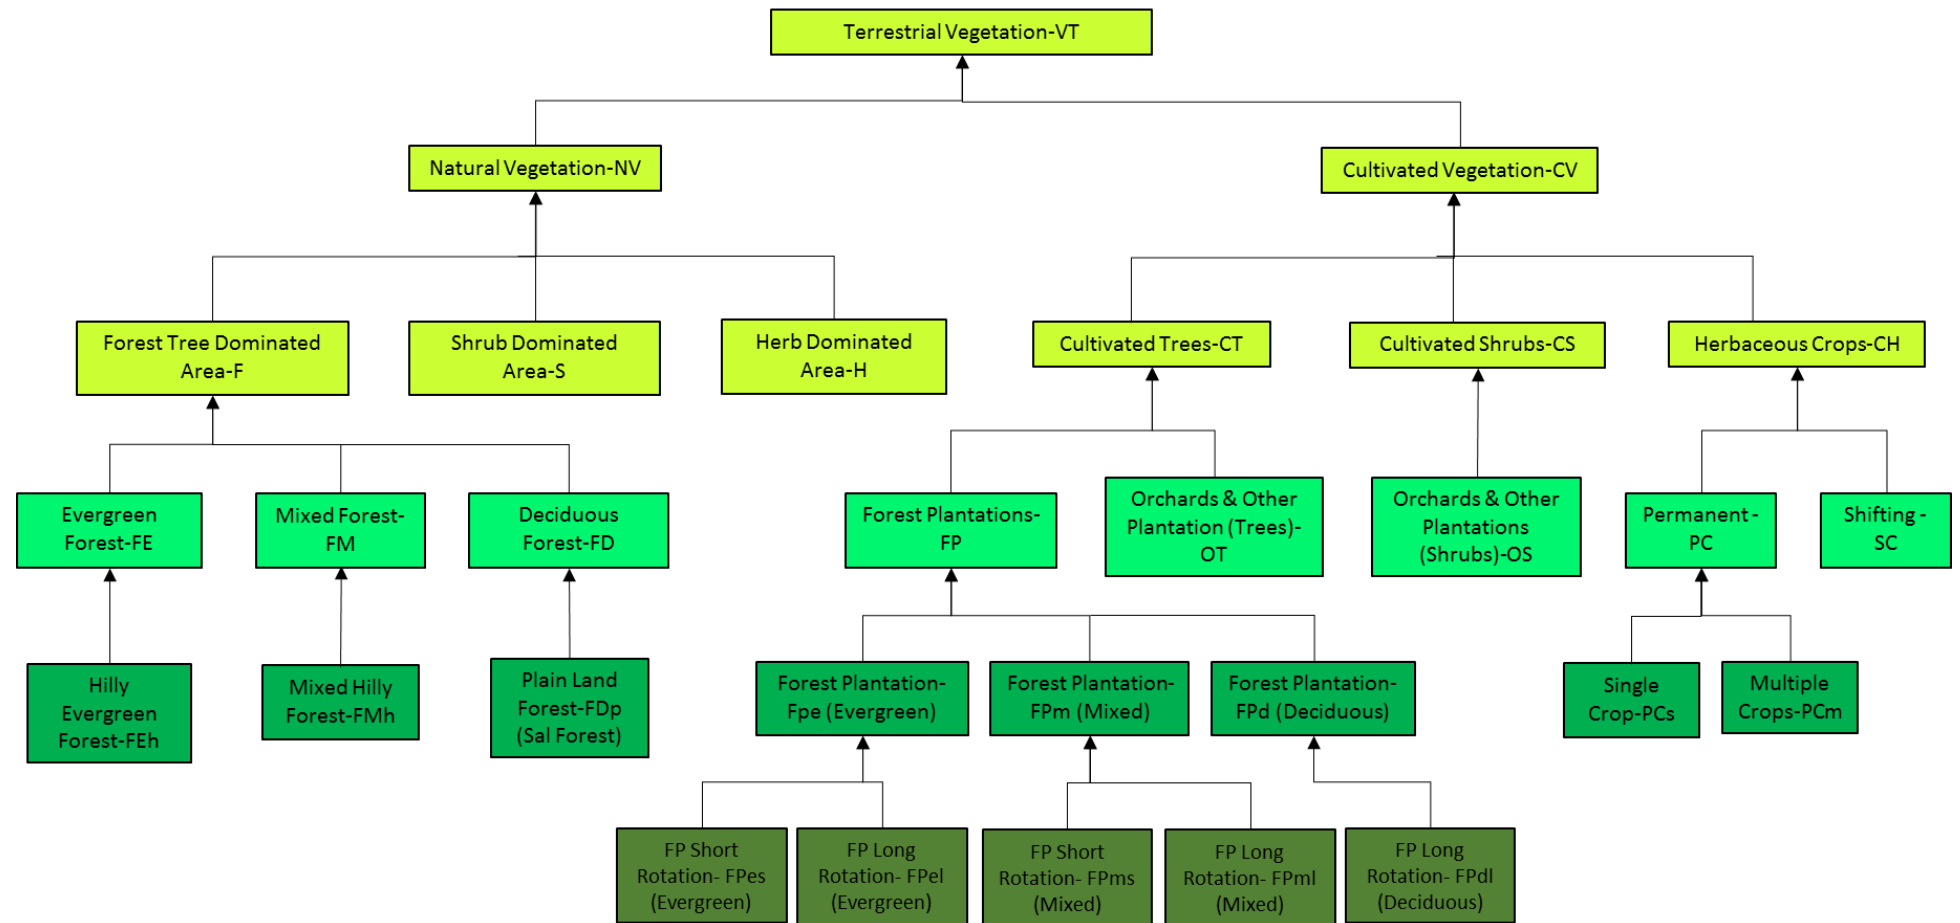 Terrestrial Vegetation-VT
Natural Vegetation-NV
Cultivated Vegetation-CV
Forest Tree Dominated
Area-F
Shrub Dominated
Area-S
Herb Dominated
Area-H
Cultivated Trees-CT
Cultivated Shrubs-CS
Herbaceous Crops-CH
Evergreen
Forest-FE
Mixed Forest-
FM
Deciduous
Forest-FD
Forest Plantations-
FP
Orchards & Other
Plantation (Trees)-
OT
Orchards & Other
Plantations
(Shrubs)-OS
Permanent -
PC
Shifting -
SC
Hilly
Evergreen
Forest-FEh
Mixed Hilly
Forest-FMh
Plain Land
Forest-FDp
(Sal Forest)
Forest Plantation-
Fpe (Evergreen)
Forest Plantation-
FPm (Mixed)
Forest Plantation-
FPd (Deciduous)
Single
Crop-PCs
Multiple
Crops-PCm
FP Short
Rotation- FPes
(Evergreen)
FP Long
Rotation- FPel
(Evergreen)
FP Short
Rotation- FPms
(Mixed)
FP Long
Rotation- FPml
(Mixed)
FP Long
Rotation- FPdl
(Deciduous)